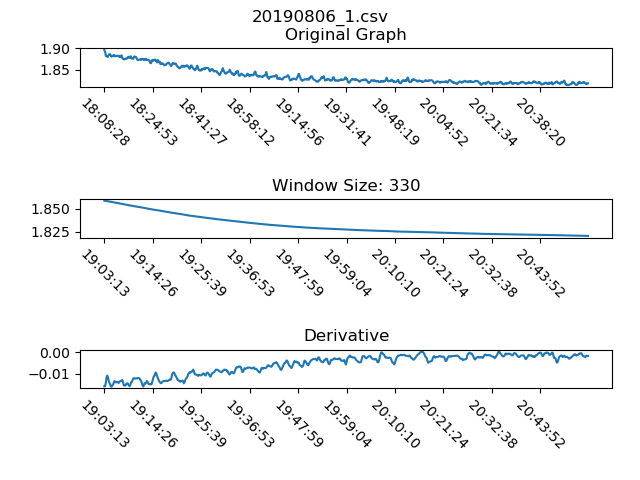 20190806_1.csv
Original Graph
1.90
1.85
18:08:28 18:24:53 18:41:27 18:58:12 19:14:56 19:31:41 19:48:19 20:04:52 20:21:34 20:38:20
Window Size: 330
1.850
1.825
19:03:13 19:14:26 19:25:39 19:36:53 19:47:59 19:59:04 20:10:10 20:21:24 20:32:38 20:43:52
Derivative
0.00
−0.01
19:03:13 19:14:26 19:25:39 19:36:53 19:47:59 19:59:04 20:10:10 20:21:24 20:32:38 20:43:52